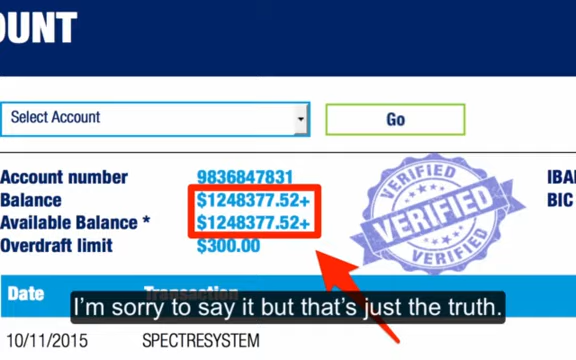 OUNT
Select Account
Go
Account number 9836847831 IBA
Balance $1248377.52+ BIC
Available Balance * $1248377.52+
Overdraft limit $300.00
VERIFIED
VERIFIED
VERIFIED
Date Transaction
I'm sorry to say it but that's just the truth.
10/11/2015 SPECTRESYSTEM